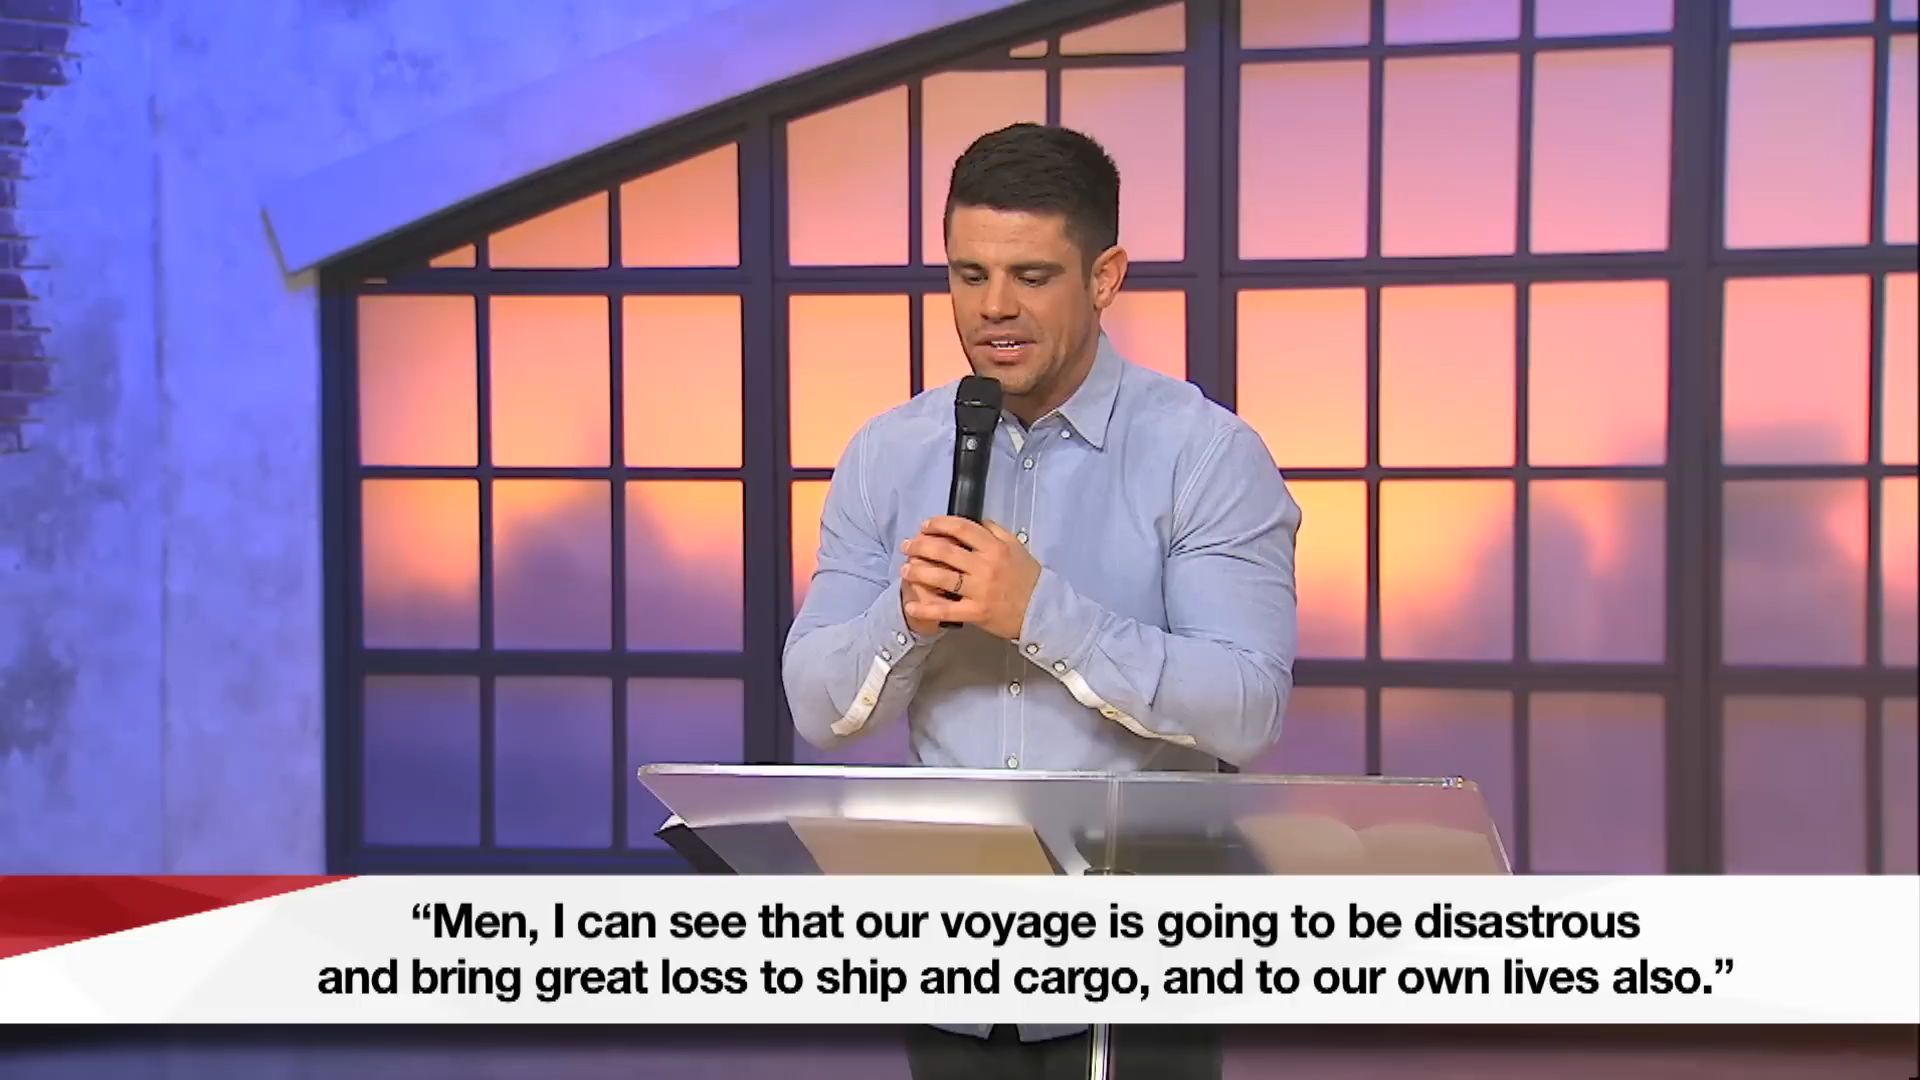 “Men, I can see that our voyage is going to be disastrous
and bring great loss to ship and cargo, and to our own lives also.”